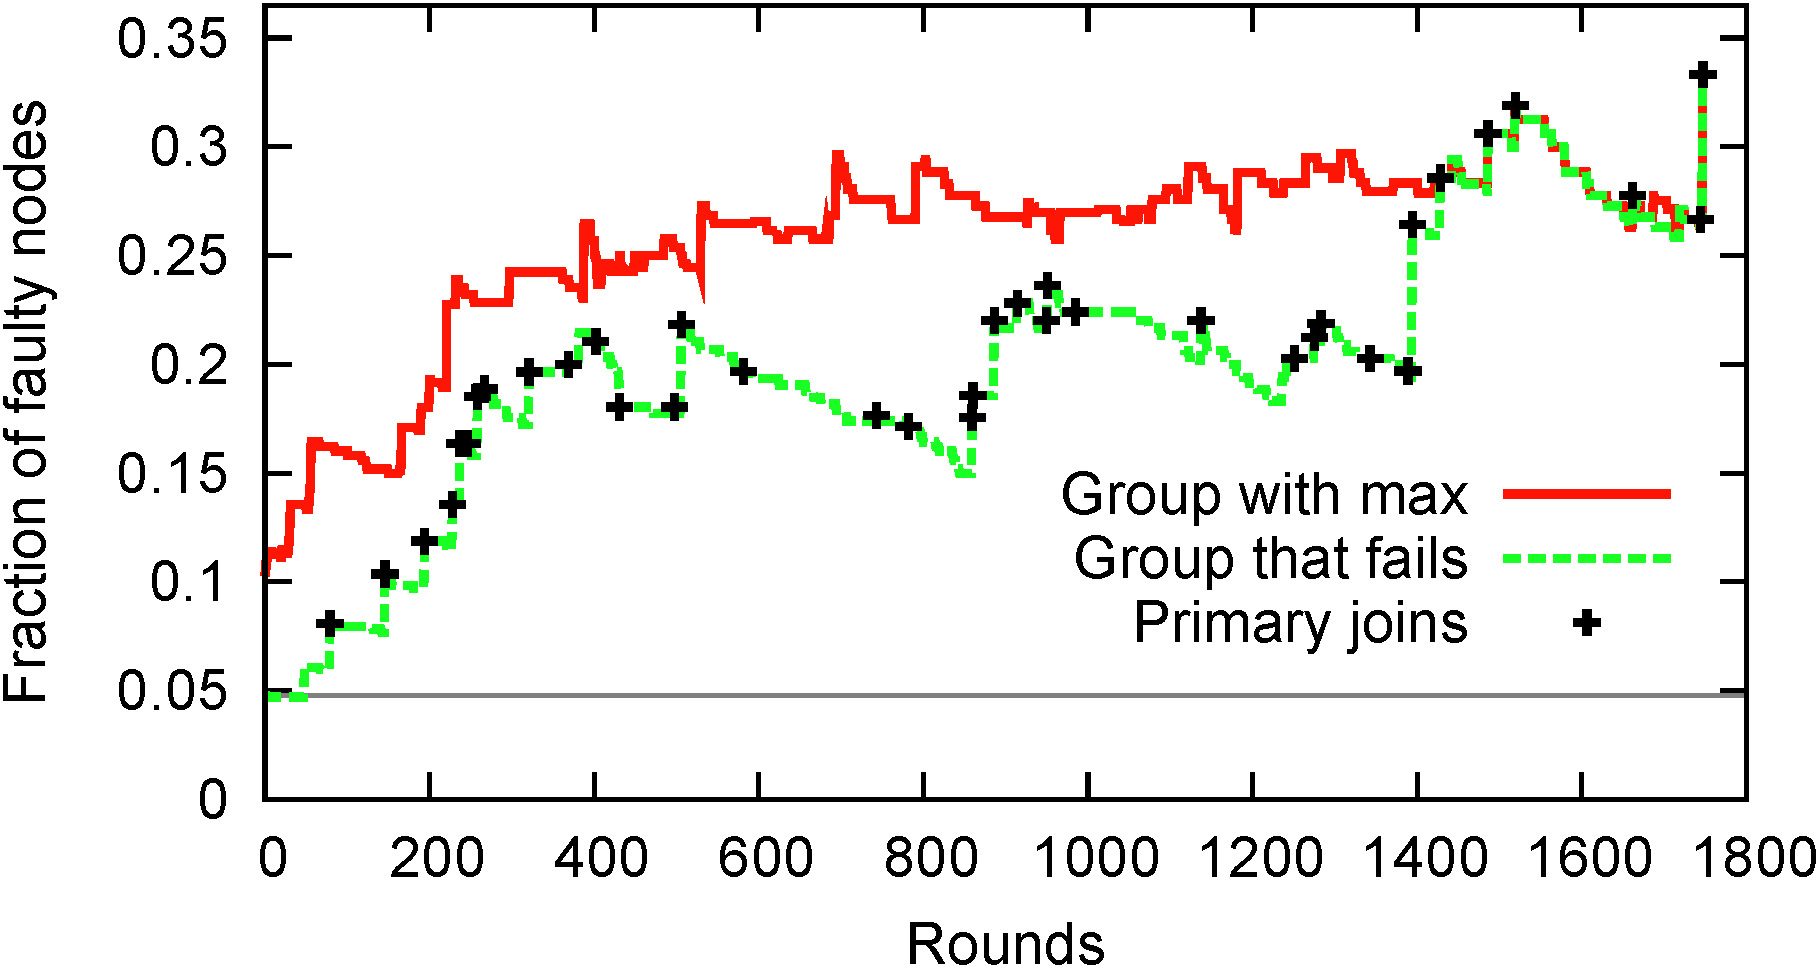 Fraction of faulty nodes
0.35
0.3
0.25
0.2
0.15
0.1
0.05
0
Group with max
Group that fails
Primary joins
0 200 400 600 800 1000 1200 1400 1600 1800
Rounds